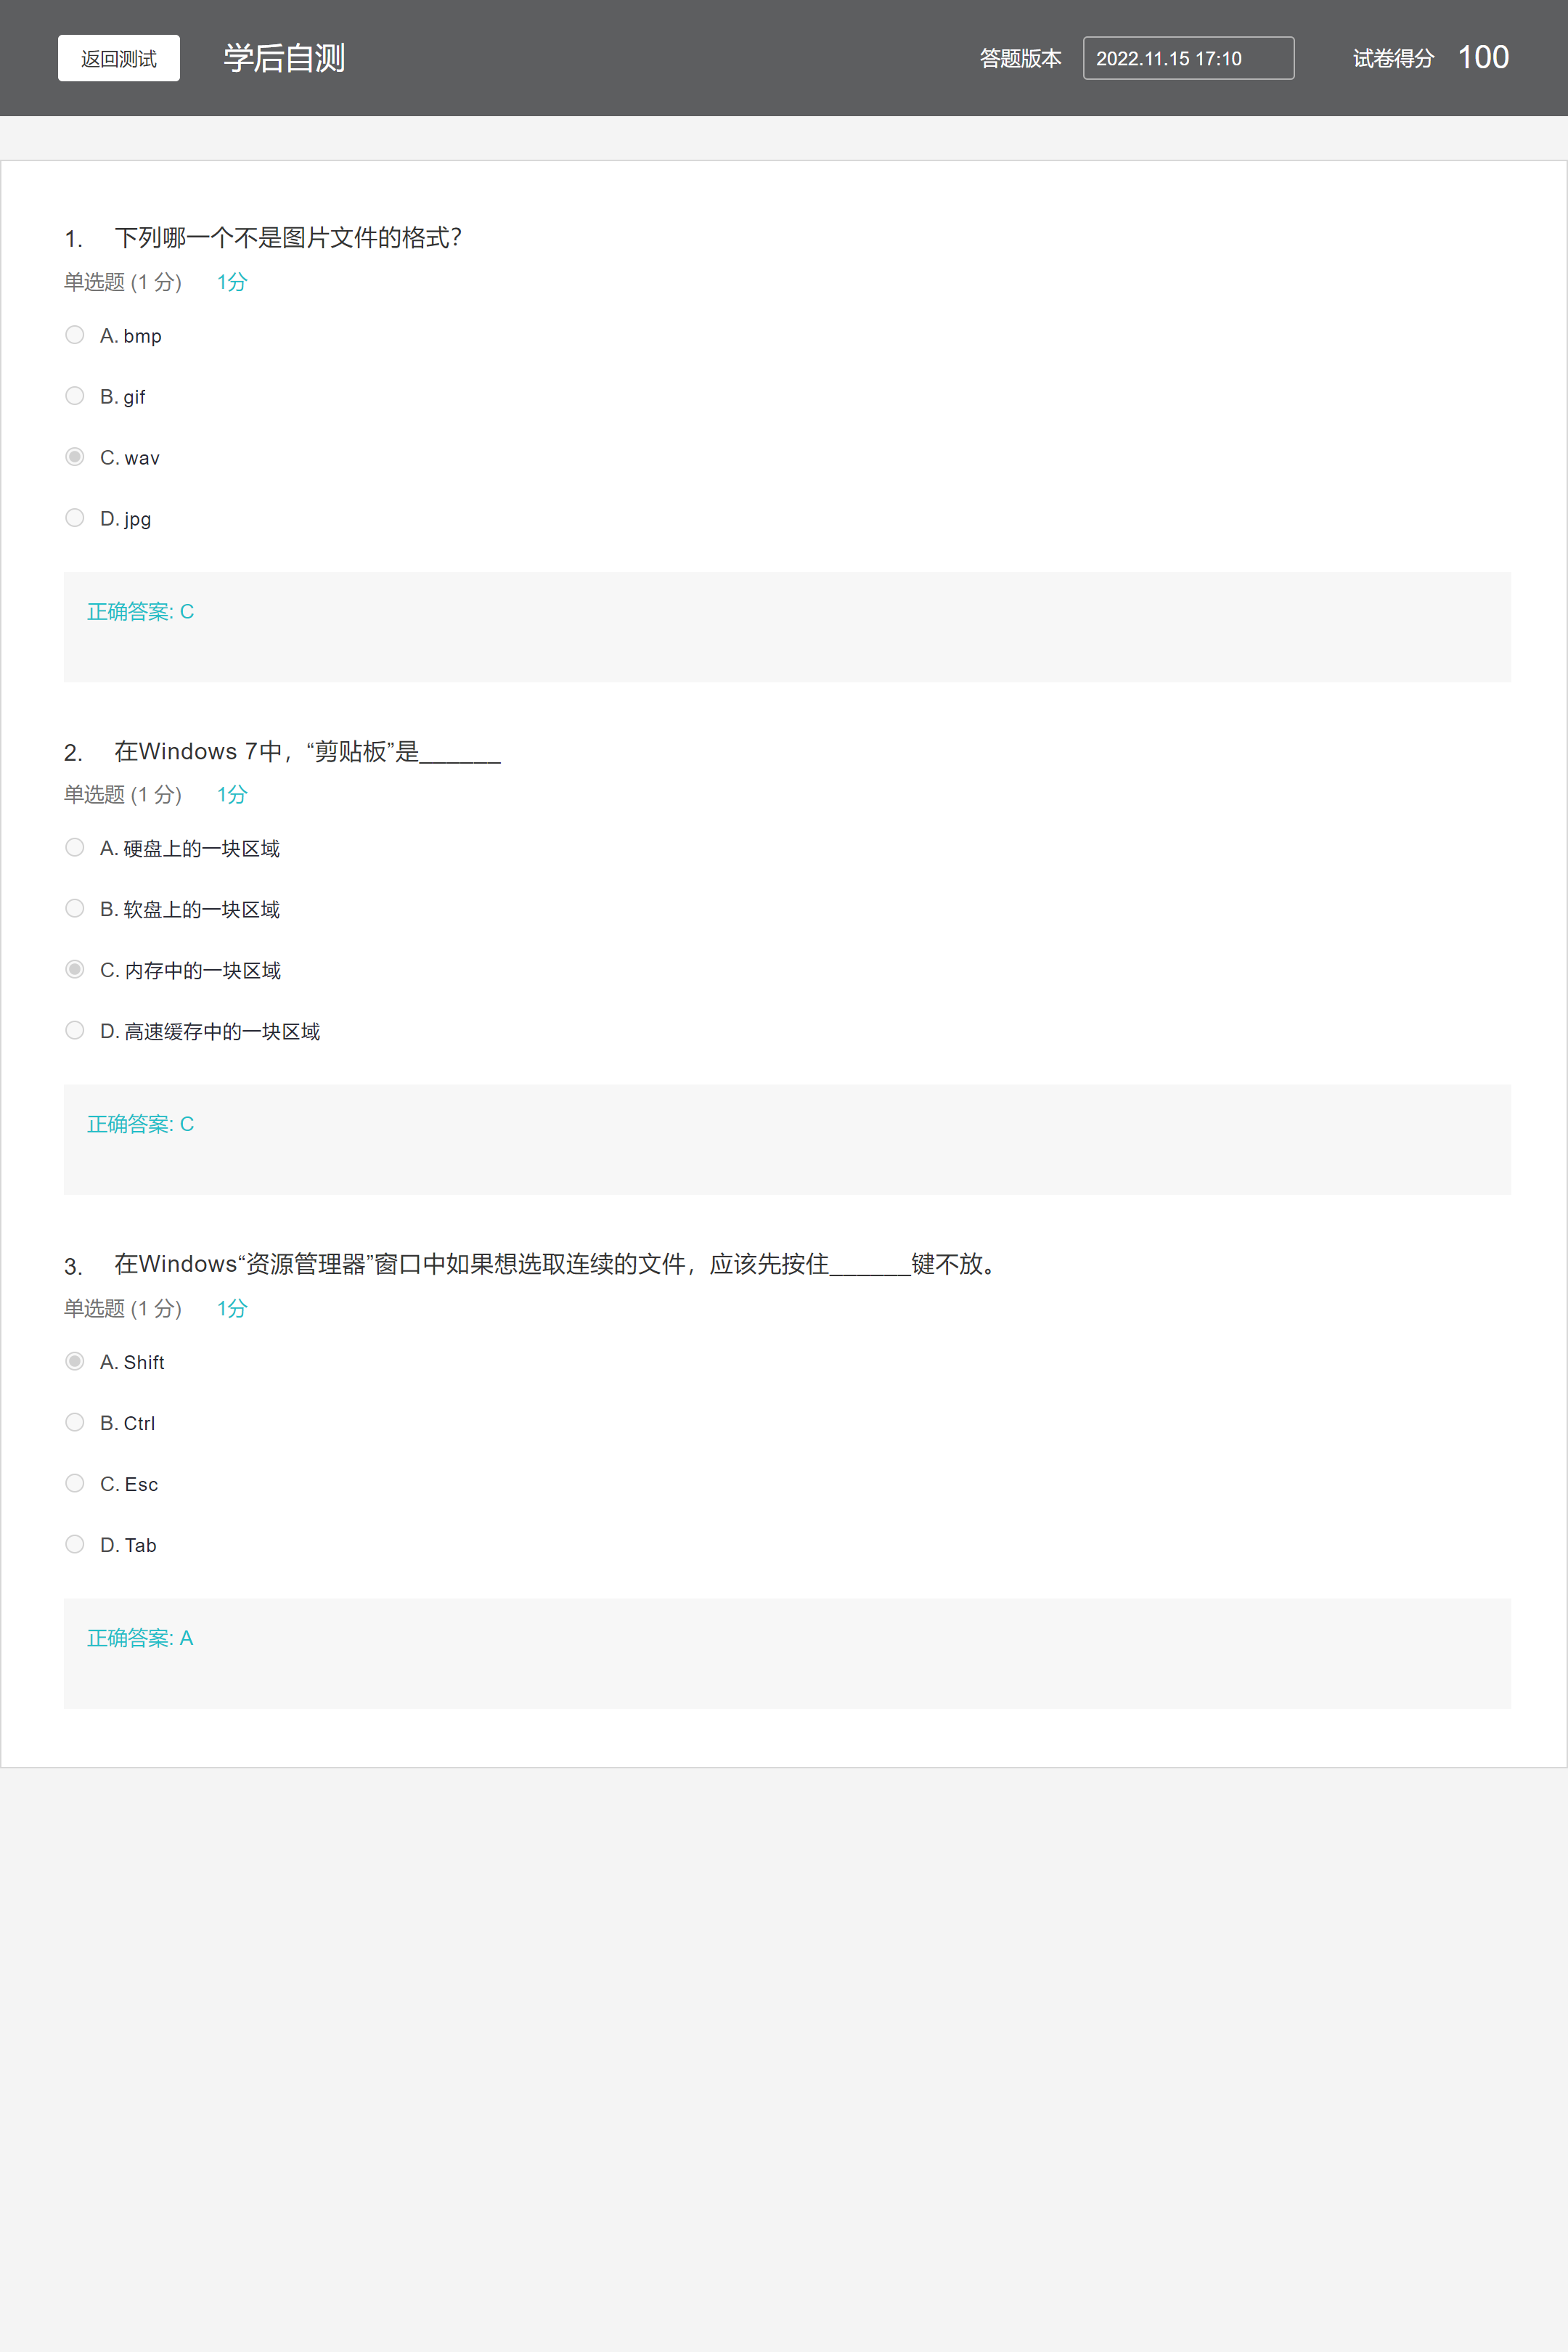 返回测试 学后自测 答题版本 2022.11.15 17:10 试卷得分 100
1. 下列哪一个不是图片文件的格式？
单选题 (1 分) 1分
A. bmp
B. gif
C. wav
D. jpg
正确答案: C
2. 在Windows 7中，“剪贴板”是______
单选题 (1 分) 1分
A. 硬盘上的一块区域
B. 软盘上的一块区域
C. 内存中的一块区域
D. 高速缓存中的一块区域
正确答案: C
3. 在Windows“资源管理器”窗口中如果想选取连续的文件，应该先按住______键不放。
单选题 (1 分) 1分
A. Shift
B. Ctrl
C. Esc
D. Tab
正确答案: A